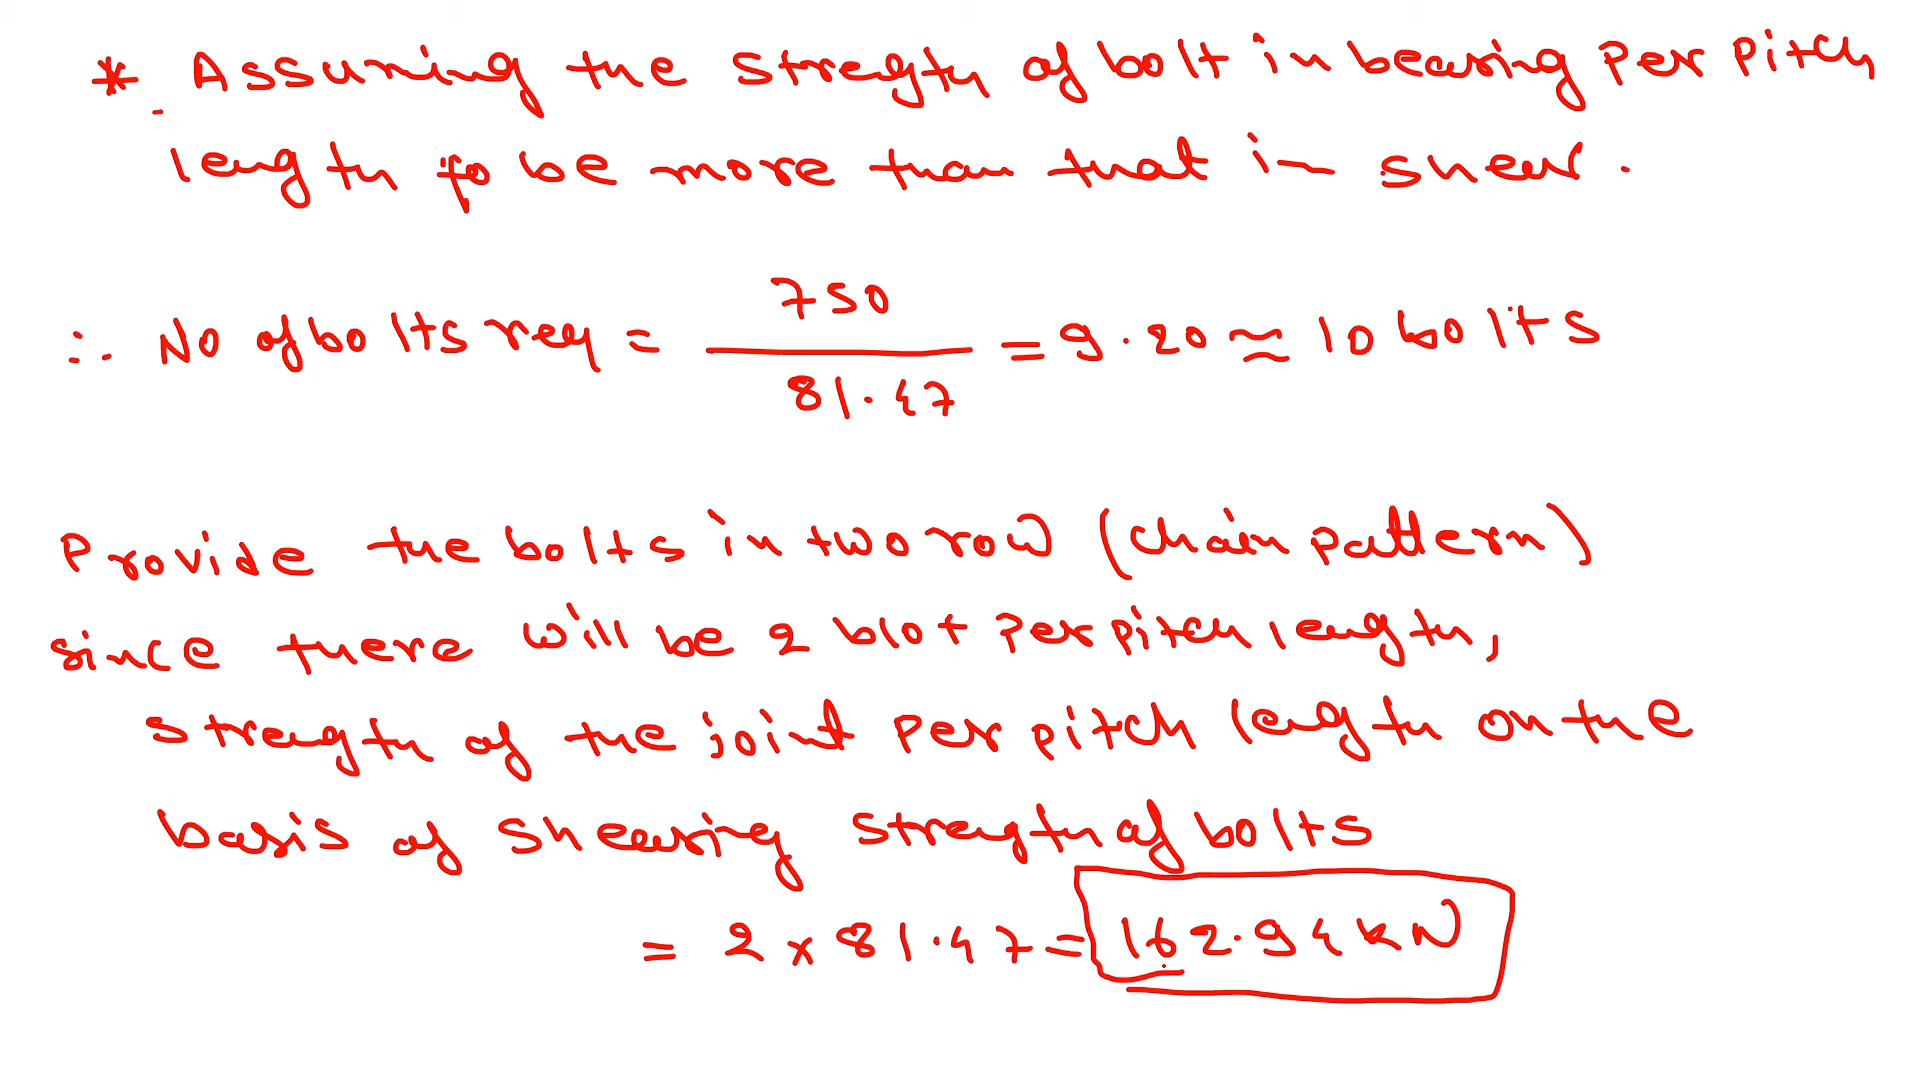 * Assuming the strength of bolt in bearing per pitch
length to be more than that in shear.
∴ No of bolts req = 750 / 81.47 = 9.20 ≈ 10 bolts
Provide the bolts in two row (chain pattern)
since there will be 2 blot per pitch length,
strength of the joint per pitch length on the
basis of shearing strength of bolts
= 2 x 81.47 = 162.94 kN